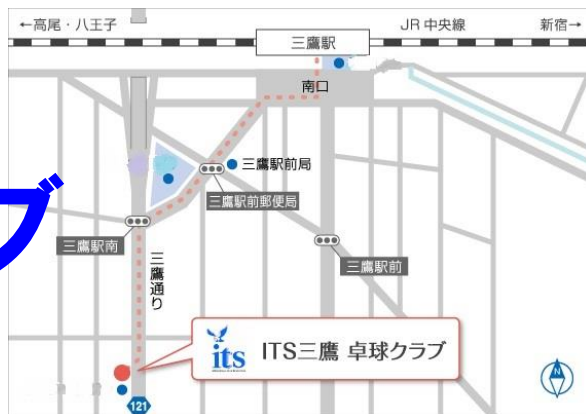 ←高尾・八王子
JR 中央線
新宿→
三鷹駅
南口
三鷹駅前局
三鷹駅前郵便局
ブ
三鷹駅南
三鷹駅前
三鷹通り
its
ITS三鷹 卓球クラブ
N
121